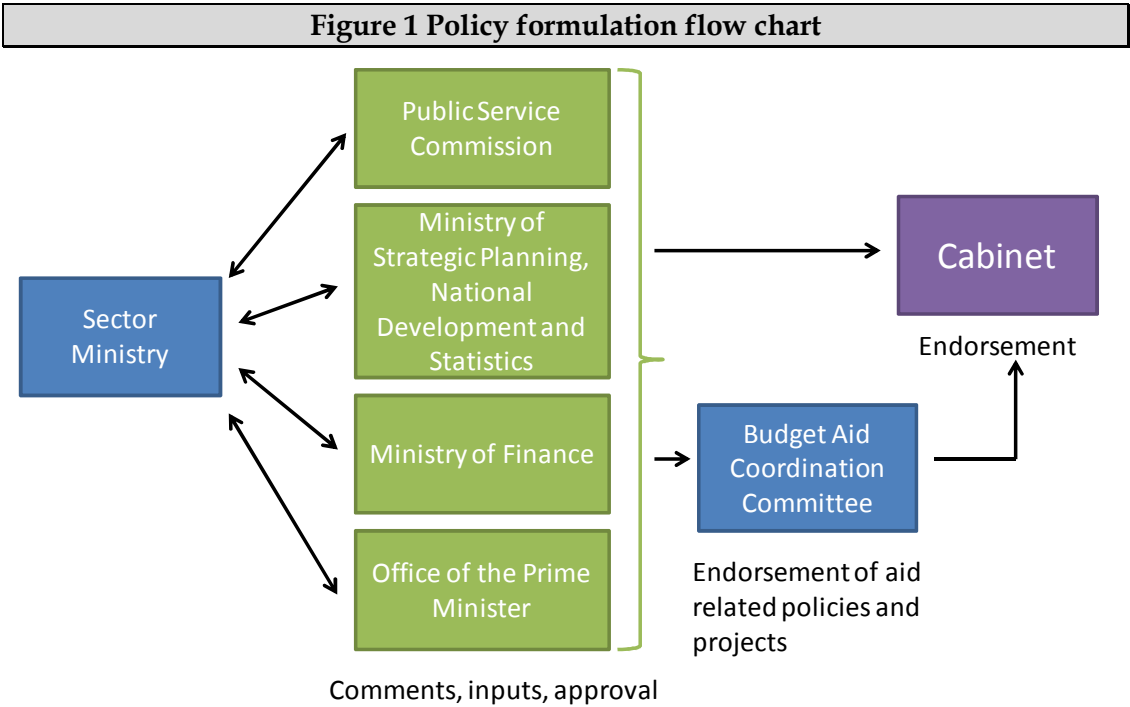 Figure 1 Policy formulation flow chart
Public Service
Commission
Ministry of
Strategic Planning,
National
Development and
Statistics
Sector
Ministry
Ministry of Finance
Office of the Prime
Minister
Comments, inputs, approval
Cabinet
Endorsement
Budget Aid
Coordination
Committee
Endorsement of aid
related policies and
projects